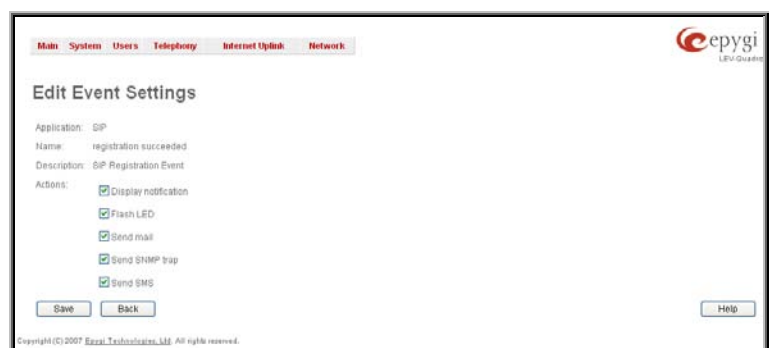 Main System Users Telephony Internet Uplink Network
epygi
LEVI-Quadro
Edit Event Settings
Application: SIP
Name: registration succeeded
Description: SIP Registration Event
Actions:
Display notification
Flash LED
Send mail
Send SNMP trap
Send SMS
Save Back Help
Copyright (C) 2007 Epygi Technologies, Ltd. All rights reserved.